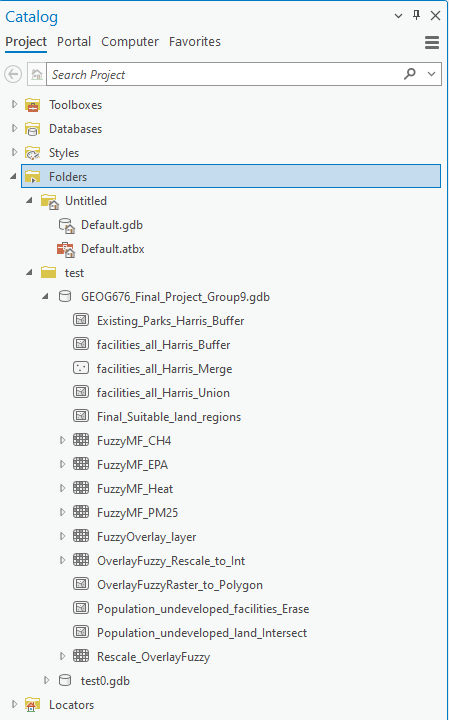 Catalog
Project Portal Computer Favorites
Search Project
Toolboxes
Databases
Styles
Folders
Untitled
Default.gdb
Default.atbx
test
GEOG676_Final_Project_Group9.gdb
Existing_Parks_Harris_Buffer
facilities_all_Harris_Buffer
facilities_all_Harris_Merge
facilities_all_Harris_Union
Final_Suitable_land_regions
FuzzyMF_CH4
FuzzyMF_EPA
FuzzyMF_Heat
FuzzyMF_PM25
FuzzyOverlay_layer
OverlayFuzzy_Rescale_to_Int
OverlayFuzzyRaster_to_Polygon
Population_undeveloped_facilities_Erase
Population_undeveloped_land_Intersect
Rescale_OverlayFuzzy
test0.gdb
Locators